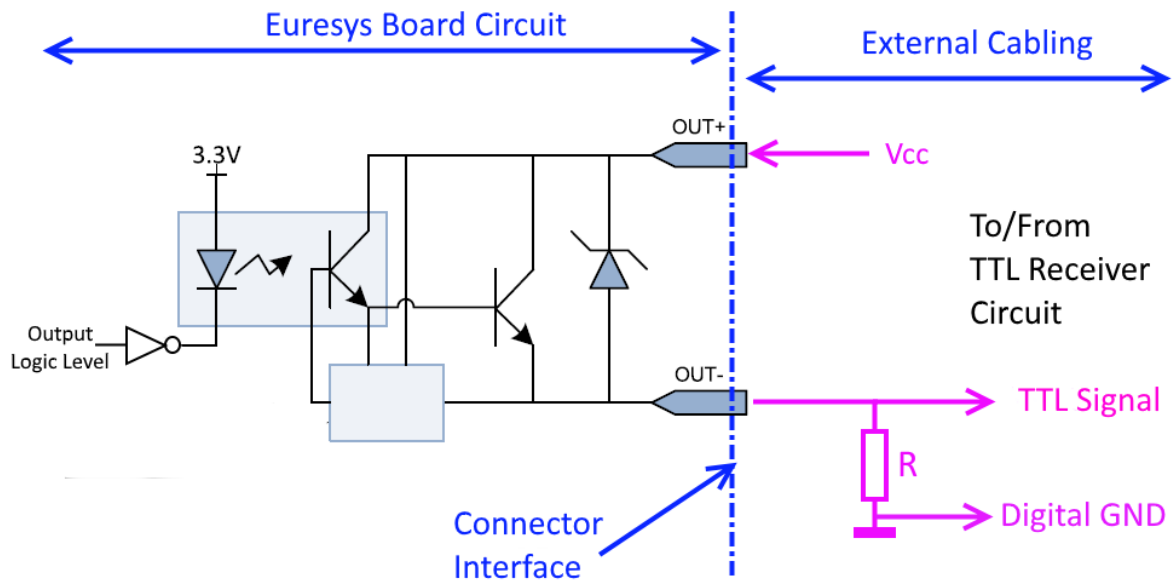 Euresys Board Circuit
External Cabling
OUT+
3.3V
Vcc
To/From
TTL Receiver
Circuit
Output
Logic Level
OUT-
TTL Signal
R
Digital GND
Connector
Interface